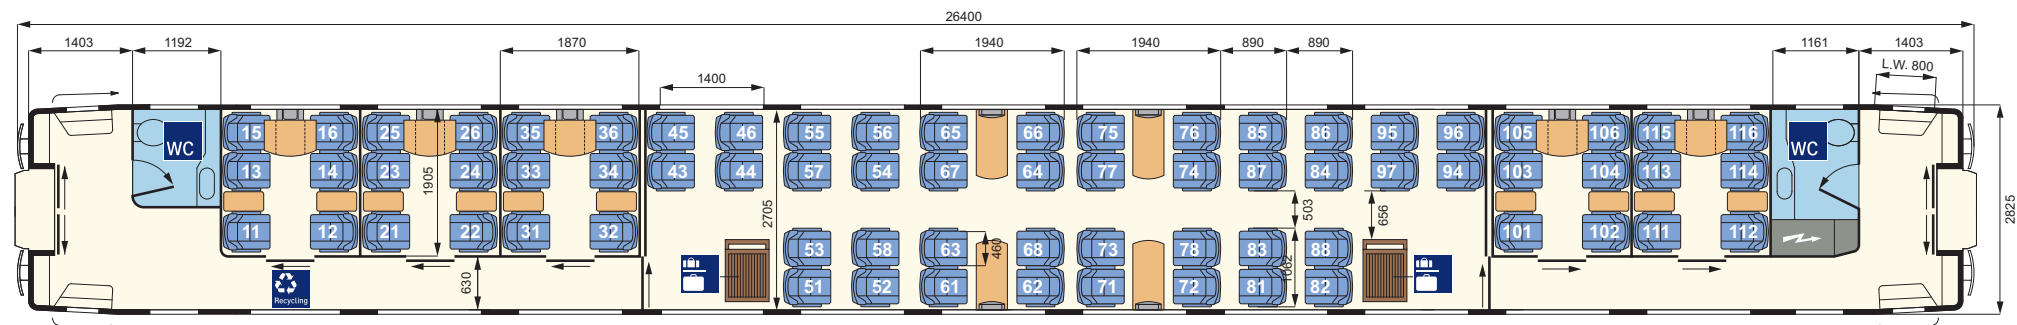 26400
1403 1192 1870 1940 1940 890 890 1161 1403
1400 L.W. 800
WC 15 16 25 26 35 36 45 46 55 56 65 66 75 76 85 86 95 96 105 106 115 116 WC
13 14 23 24 33 34 43 44 57 54 67 64 77 74 87 84 97 94 103 104 113 114
1905 2705 503 656 2825
11 12 21 22 31 32 53 58 63 460 68 73 78 83 88 101 102 111 112
630 1062
Recycling 51 52 61 62 71 72 81 82